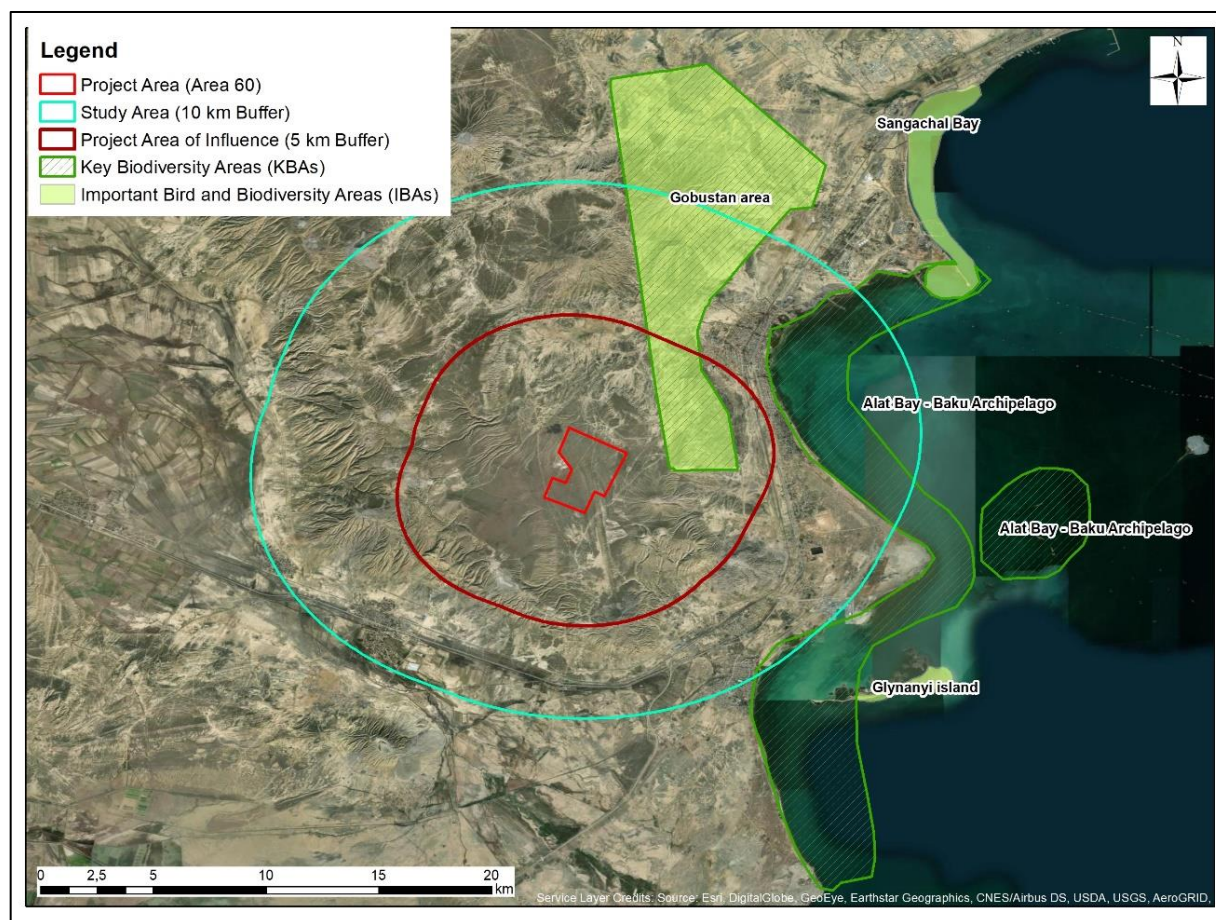 Legend
Project Area (Area 60)
Study Area (10 km Buffer)
Project Area of Influence (5 km Buffer)
Key Biodiversity Areas (KBAs)
Important Bird and Biodiversity Areas (IBAs)
N
Sangachal Bay
Gobustan area
Alat Bay - Baku Archipelago
Alat Bay - Baku Archipelago
Glynanyi island
0 2,5 5 10 15 20
km
Service Layer Credits: Source: Esri, DigitalGlobe, GeoEye, Earthstar Geographics, CNES/Airbus DS, USDA, USGS, AeroGRID,